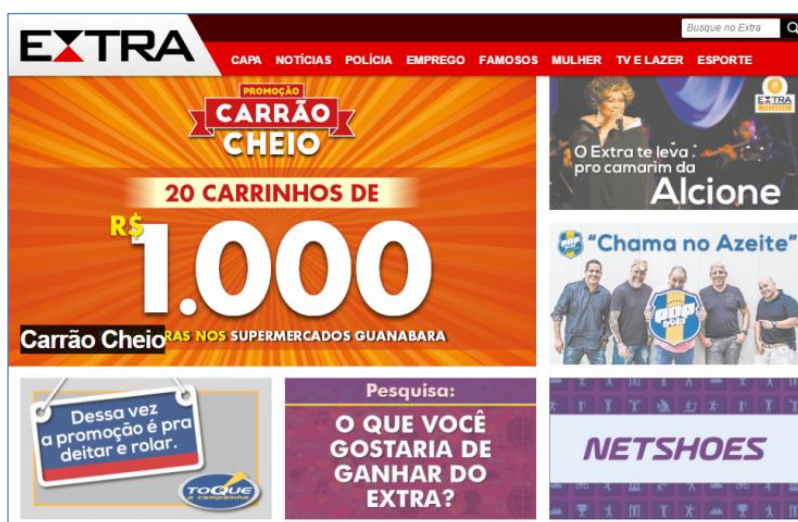 Busque no Extra
EXTRA
CAPA NOTÍCIAS POLÍCIA EMPREGO FAMOSOS MULHER TV E LAZER ESPORTE
PROMOÇÃO
CARRÃO
CHEIO
20 CARRINHOS DE
R$
1.000
RAS NOS SUPERMERCADOS GUANABARA
Carrão Cheio
EXTRA
O Extra te leva
pro camarim da
Alcione
"Chama no Azeite"
POP
Dessa vez
a promoção é pra
deitar e rolar.
TOQUE
a campainha
Pesquisa:
O QUE VOCÊ
GOSTARIA DE
GANHAR DO
EXTRA?
NETSHOES